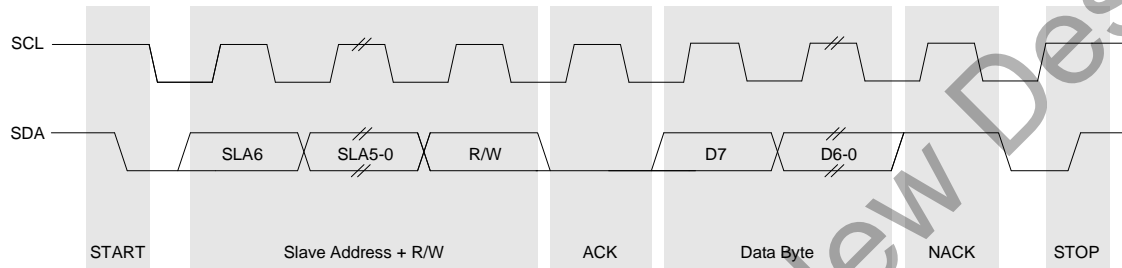 SCL
SDA
SLA6 SLA5-0 R/W D7 D6-0
START Slave Address + R/W ACK Data Byte NACK STOP